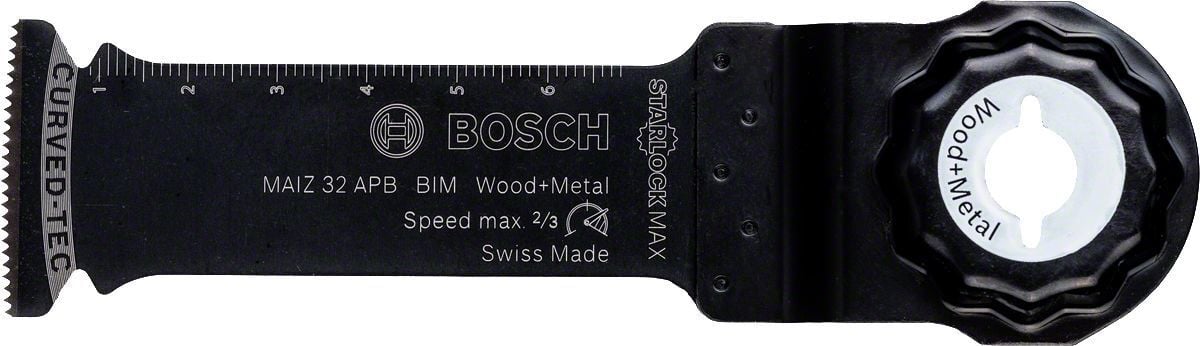 CURVED-TEC
1 2 3 4 5 6
BOSCH
MAIZ 32 APB BIM Wood+Metal
Speed max. 2/3
Swiss Made
STARLOCK MAX
Wood+Metal